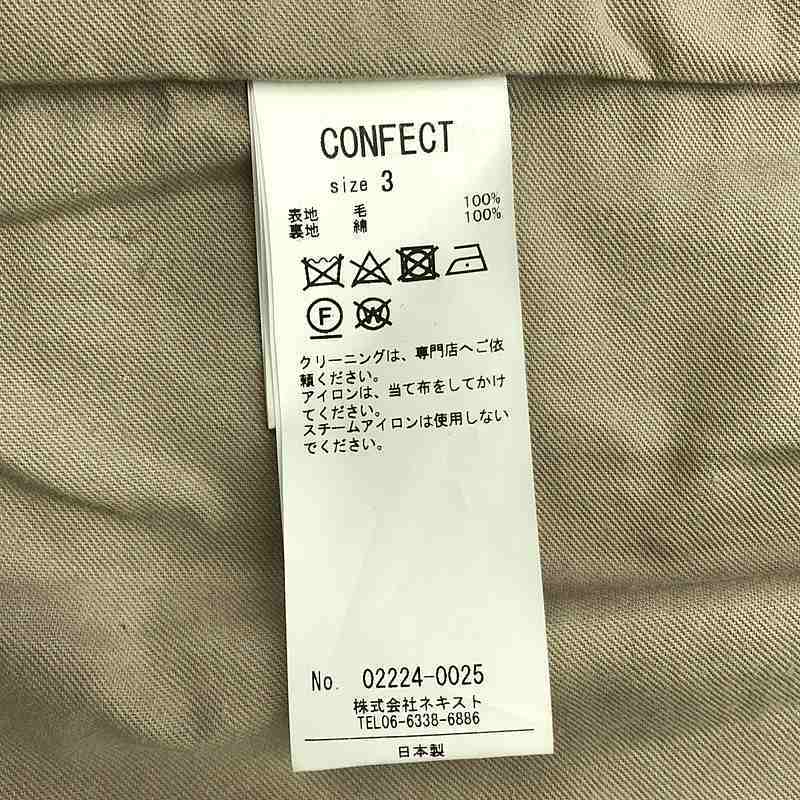 CONFECT
size 3
表地 毛 100%
裏地 綿 100%
F W
クリーニングは、専門店へご依
頼ください。
アイロンは、当て布をしてかけ
てください。
スチームアイロンは使用しない
でください。
No. 02224-0025
株式会社ネキスト
TEL06-6338-6886
日本製